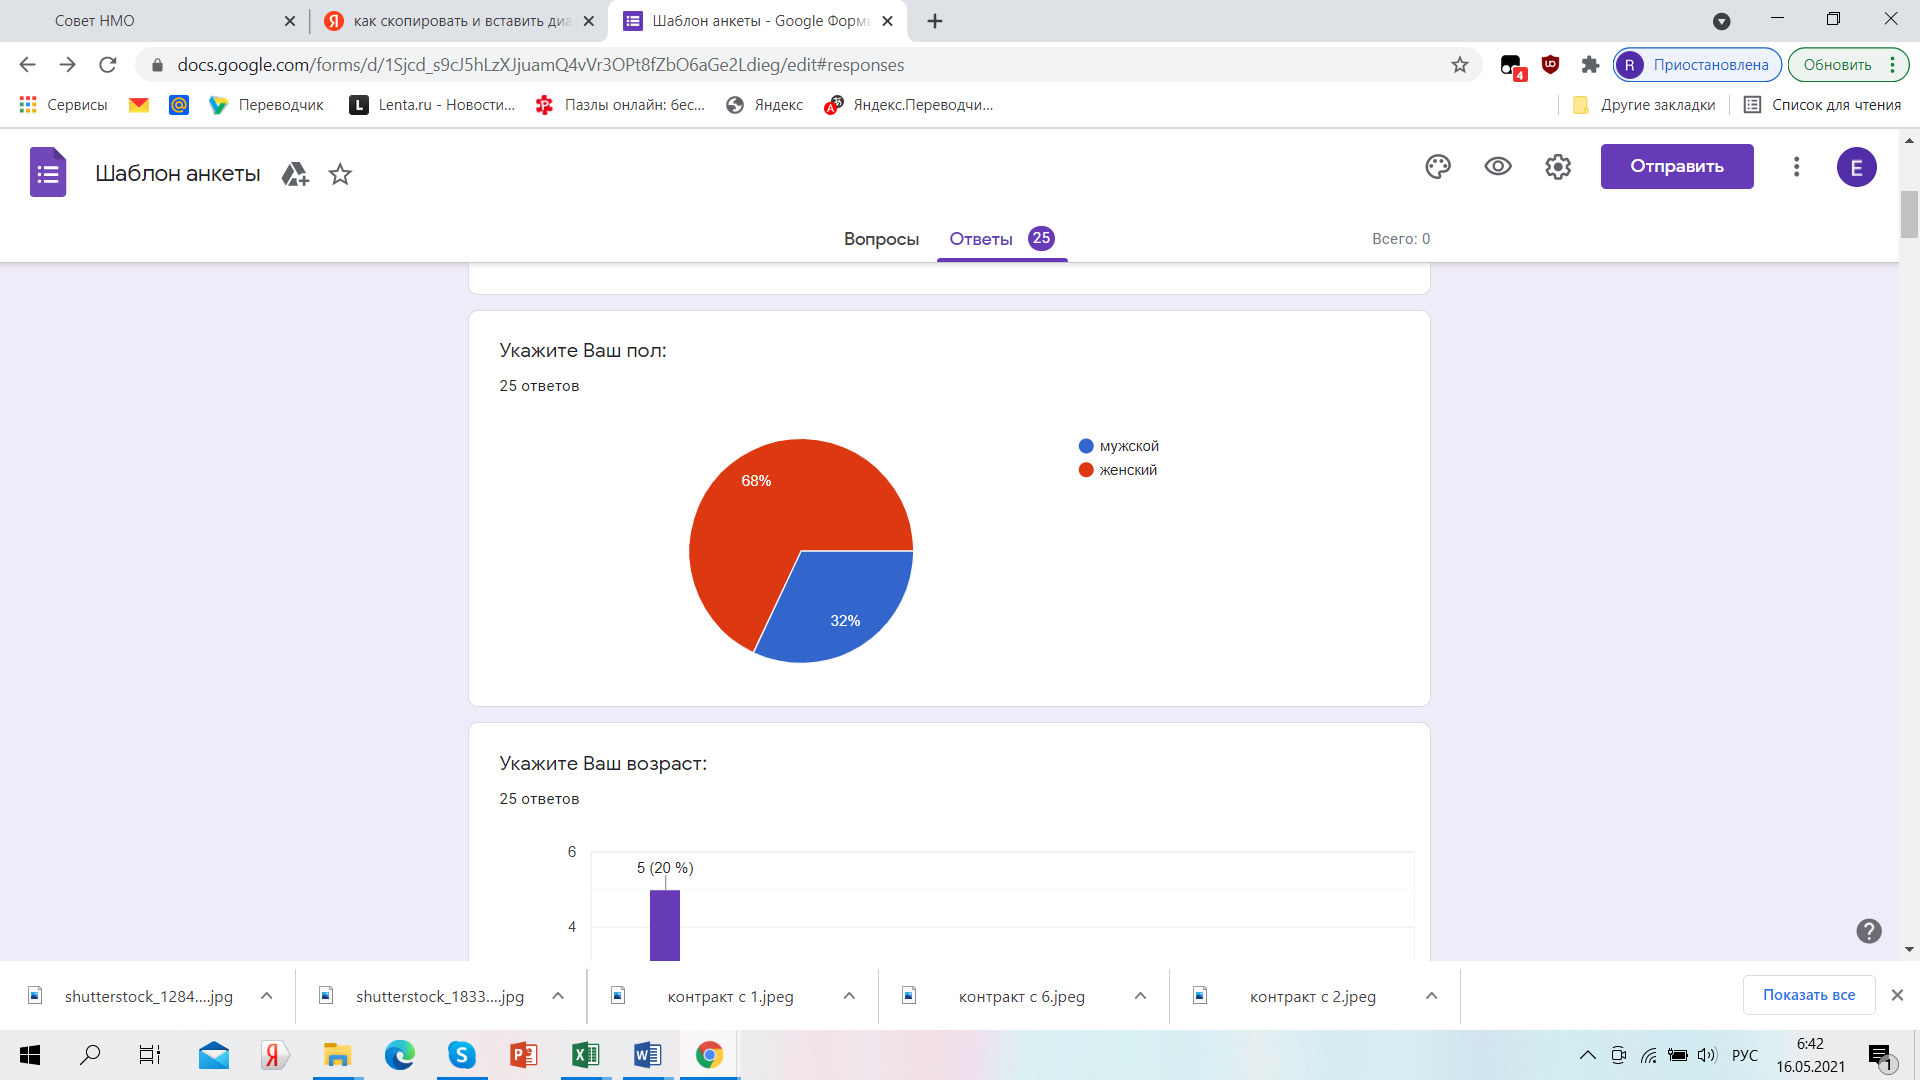 Совет НМО
как скопировать и вставить диа
Шаблон анкеты - Google Форм
docs.google.com/forms/d/1Sjcd_s9cJ5hLzXJjuamQ4vVr3OPt8fZbO6aGe2Ldieg/edit#responses
4
R Приостановлена
Обновить
Сервисы
Переводчик
Lenta.ru - Новости...
Пазлы онлайн: бес...
Яндекс
Яндекс.Переводчи...
Другие закладки
Список для чтения
Шаблон анкеты
Отправить
E
Вопросы
Ответы 25
Всего: 0
Укажите Ваш пол:
25 ответов
68%
32%
мужской
женский
Укажите Ваш возраст:
25 ответов
6
5 (20 %)
4
shutterstock_1284....jpg
shutterstock_1833....jpg
контракт с 1.jpeg
контракт с 6.jpeg
контракт с 2.jpeg
Показать все
РУС
6:42
16.05.2021
1